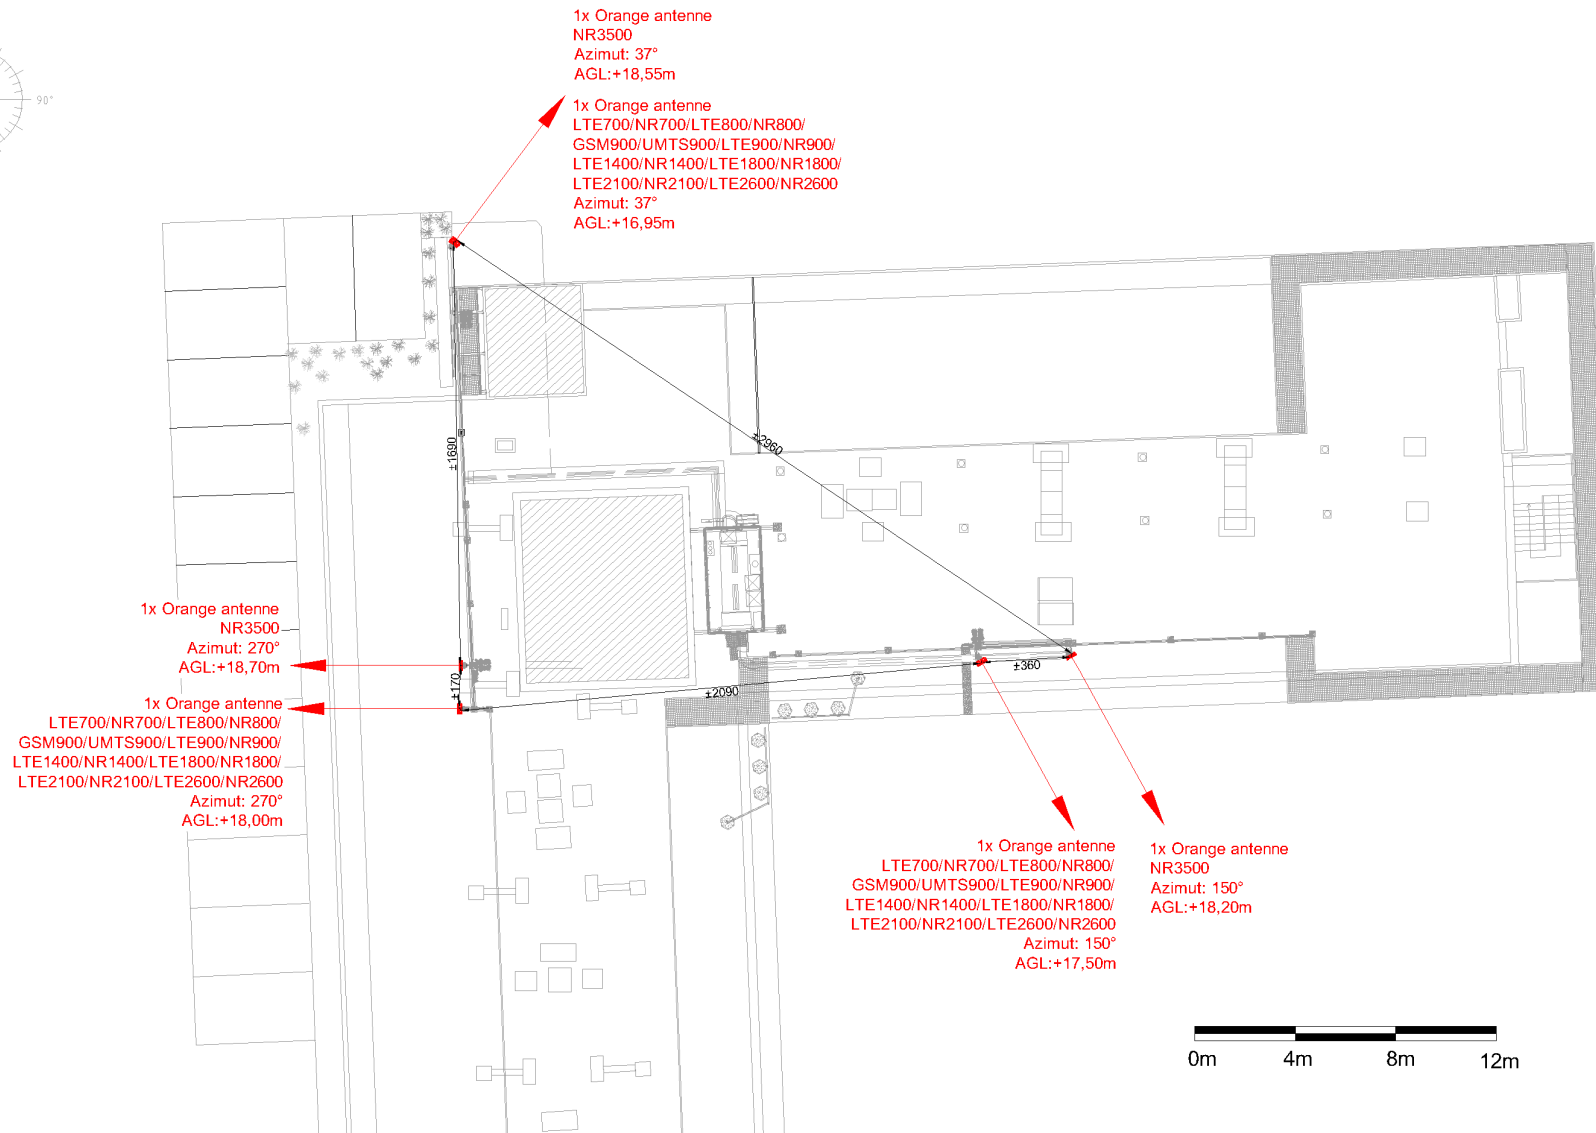 1x Orange antenne
NR3500
Azimut: 37°
AGL:+18,55m
90°
1x Orange antenne
LTE700/NR700/LTE800/NR800/
GSM900/UMTS900/LTE900/NR900/
LTE1400/NR1400/LTE1800/NR1800/
LTE2100/NR2100/LTE2600/NR2600
Azimut: 37°
AGL:+16,95m
±1690
±2960
1x Orange antenne
NR3500
Azimut: 270°
AGL:+18,70m
±170
±2090
±360
1x Orange antenne
LTE700/NR700/LTE800/NR800/
GSM900/UMTS900/LTE900/NR900/
LTE1400/NR1400/LTE1800/NR1800/
LTE2100/NR2100/LTE2600/NR2600
Azimut: 270°
AGL:+18,00m
1x Orange antenne
LTE700/NR700/LTE800/NR800/
GSM900/UMTS900/LTE900/NR900/
LTE1400/NR1400/LTE1800/NR1800/
LTE2100/NR2100/LTE2600/NR2600
Azimut: 150°
AGL:+17,50m
1x Orange antenne
NR3500
Azimut: 150°
AGL:+18,20m
0m 4m 8m 12m